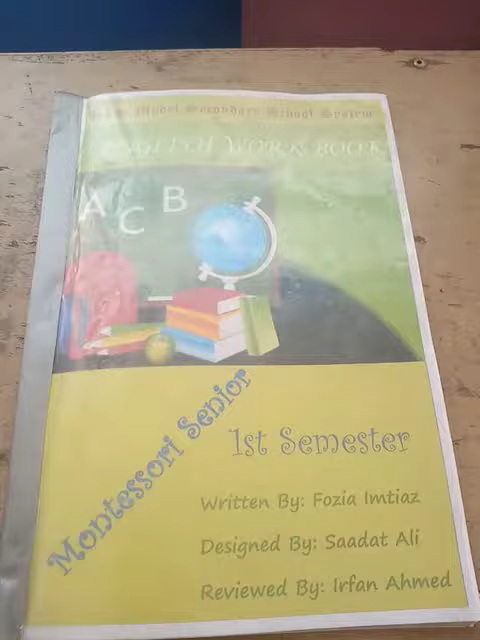 Model Secondary School System
ENGLISH WORK BOOK
A C B
Montessori Senior
1st Semester
Written By: Fozia Imtiaz
Designed By: Saadat Ali
Reviewed By: Irfan Ahmed